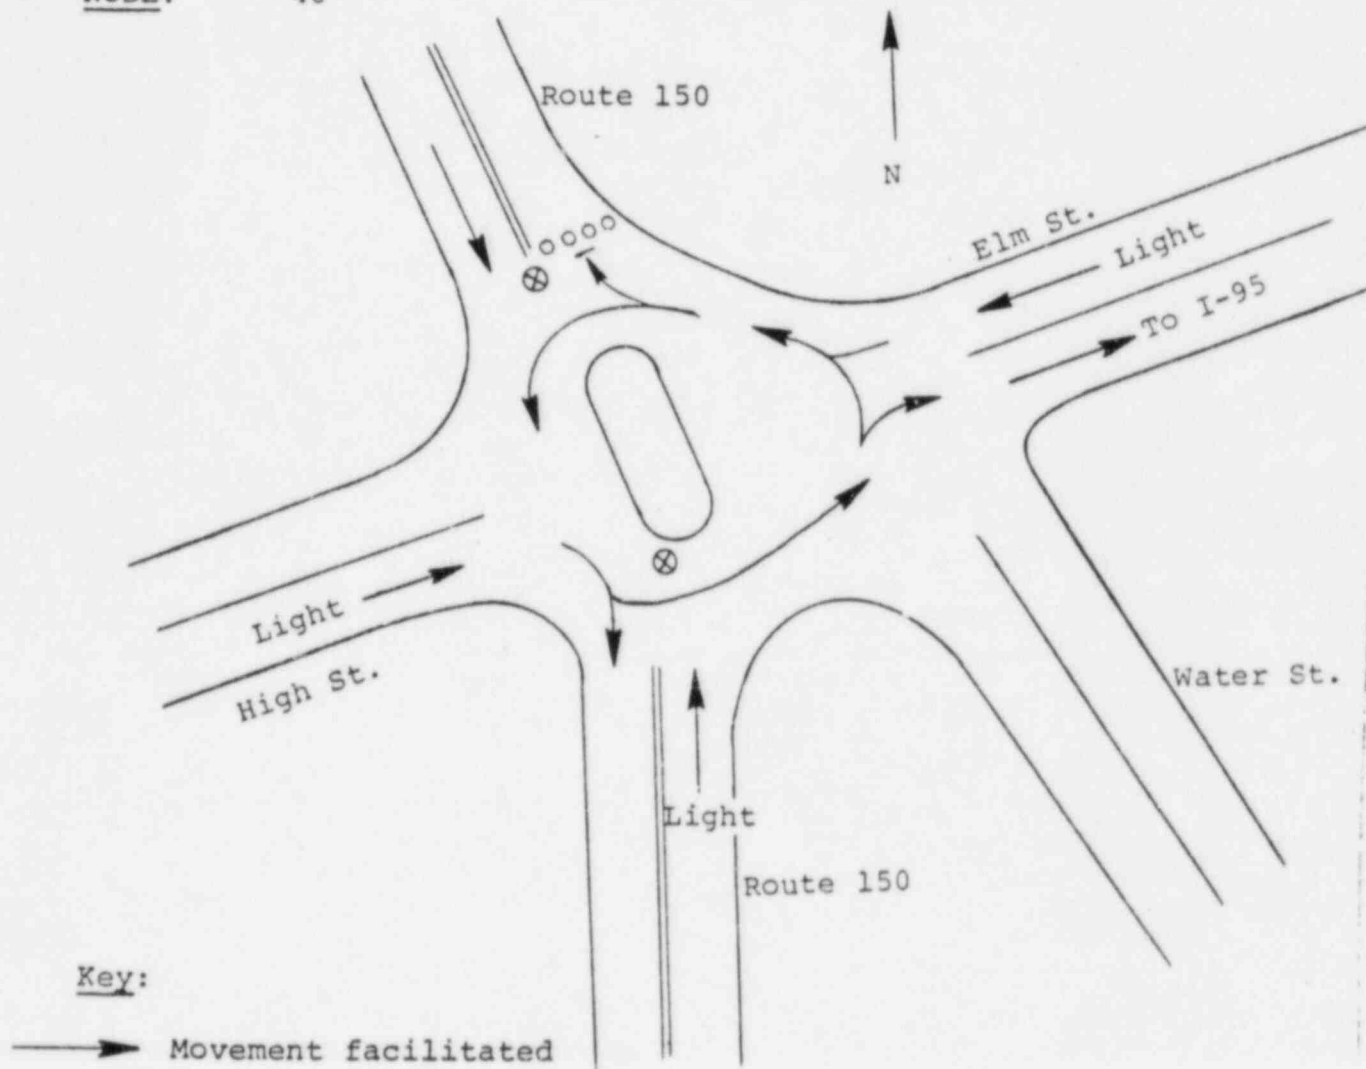 Route 150
N
Elm St.
Light
To I-95
Light
High St.
Water St.
Light
Route 150
Key:
Movement facilitated